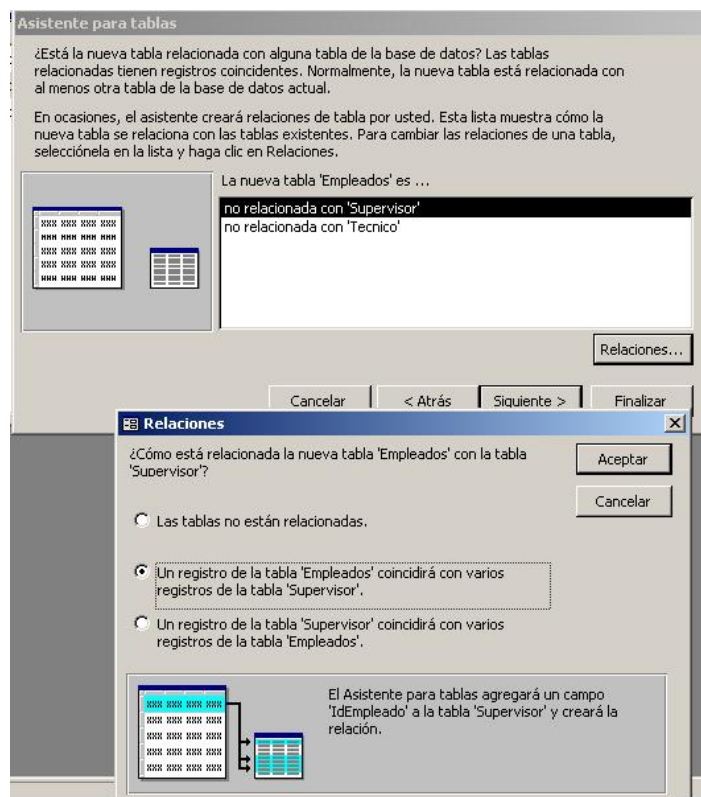 Asistente para tablas
¿Está la nueva tabla relacionada con alguna tabla de la base de datos? Las tablas
relacionadas tienen registros coincidentes. Normalmente, la nueva tabla está relacionada con
al menos otra tabla de la base de datos actual.
En ocasiones, el asistente creará relaciones de tabla por usted. Esta lista muestra cómo la
nueva tabla se relaciona con las tablas existentes. Para cambiar las relaciones de una tabla,
selecciónela en la lista y haga clic en Relaciones.
La nueva tabla 'Empleados' es ...
no relacionada con 'Supervisor'
no relacionada con 'Tecnico'
Relaciones...
Cancelar
< Atrás
Siguiente >
Finalizar
Relaciones
¿Cómo está relacionada la nueva tabla 'Empleados' con la tabla
'Supervisor'?
Aceptar
Cancelar
Las tablas no están relacionadas.
Un registro de la tabla 'Empleados' coincidirá con varios
registros de la tabla 'Supervisor'.
Un registro de la tabla 'Supervisor' coincidirá con varios
registros de la tabla 'Empleados'.
El Asistente para tablas agregará un campo
'IdEmpleado' a la tabla 'Supervisor' y creará la
relación.